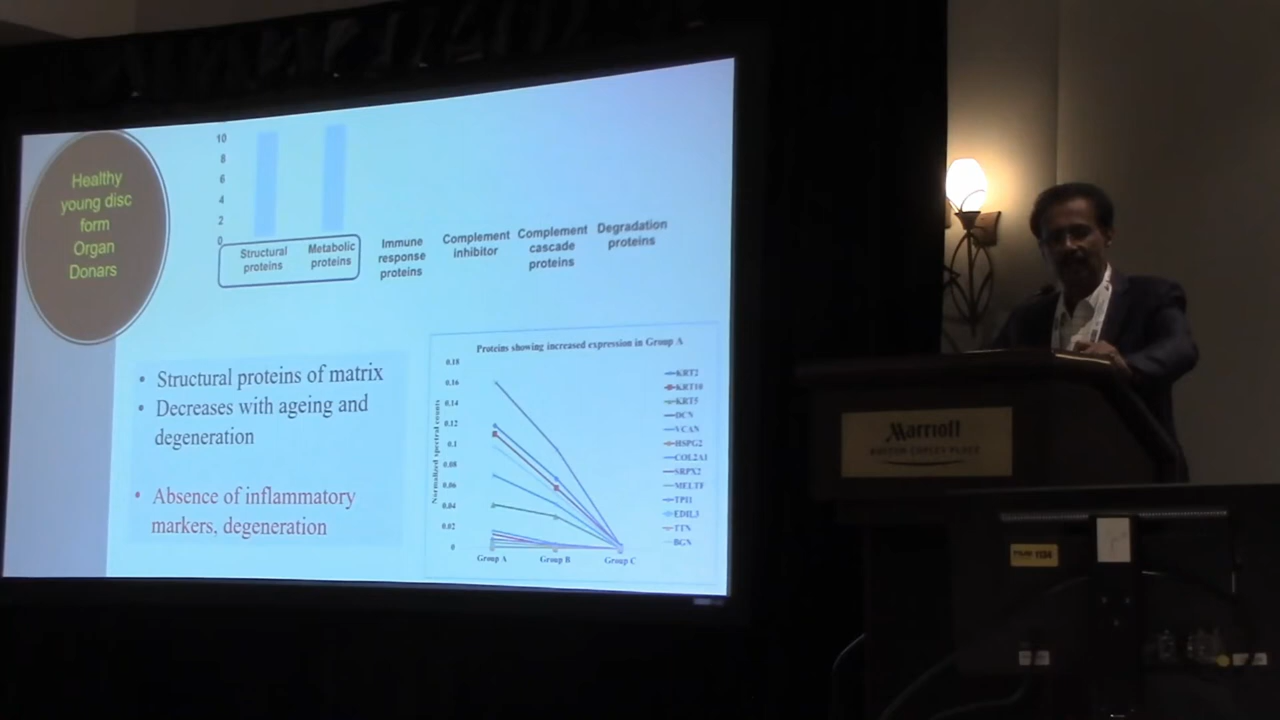 Healthy
young disc
form
Organ
Donars
10
8
6
4
2
0
Structural
proteins
Metabolic
proteins
Immune
response
proteins
Complement
inhibitor
Complement
cascade
proteins
Degradation
proteins
• Structural proteins of matrix
• Decreases with ageing and
degeneration
• Absence of inflammatory
markers, degeneration
Proteins showing increased expression in Group A
Normalized spectral counts
0.18
0.16
0.14
0.12
0.1
0.08
0.06
0.04
0.02
0
Group A
Group B
Group C
KRT2
KRT10
KRT5
DCN
VCAN
HSPG2
COL2A1
SRPX2
MELTF
TPI1
EDIL3
TTN
BGN
Marriott
BOSTON COPLEY PLACE